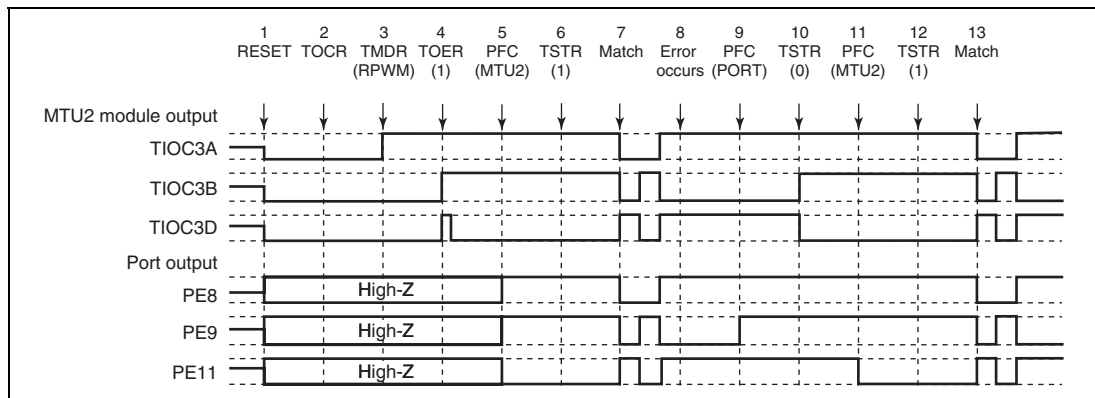 1 2 3 4 5 6 7 8 9 10 11 12 13
RESET TOCR TMDR TOER PFC TSTR Match Error PFC TSTR PFC TSTR Match
(RPWM) (1) (MTU2) (1) occurs (PORT) (0) (MTU2) (1)
MTU2 module output
TIOC3A
TIOC3B
TIOC3D
Port output
PE8 High-Z
PE9 High-Z
PE11 High-Z